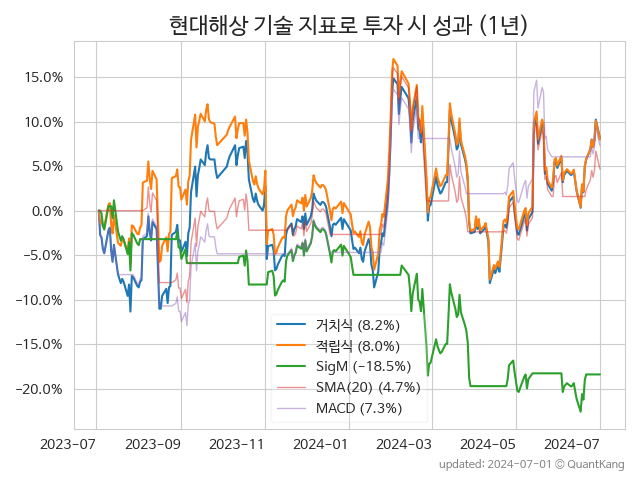 현대해상 기술 지표로 투자 시 성과 (1년)
15.0%
10.0%
5.0%
0.0%
−5.0%
−10.0%
−15.0%
−20.0%
거치식 (8.2%)
적립식 (8.0%)
SigM (−18.5%)
SMA(20) (4.7%)
MACD (7.3%)
2023-07 2023-09 2023-11 2024-01 2024-03 2024-05 2024-07
updated: 2024-07-01 © QuantKang